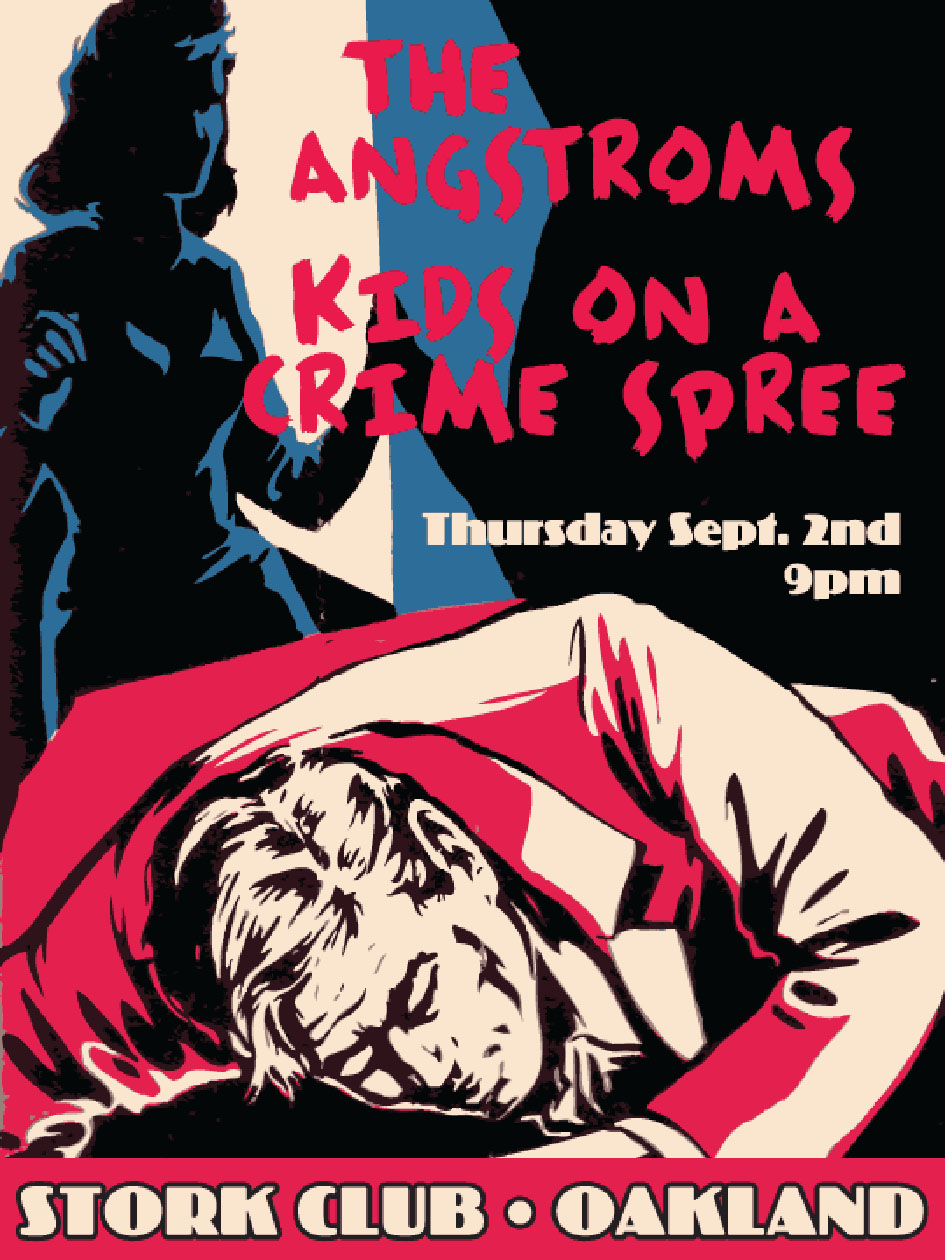 THE
ANGSTROMS
KIDS ON A
CRIME SPREE
Thursday Sept. 2nd
9pm
STORK CLUB • OAKLAND